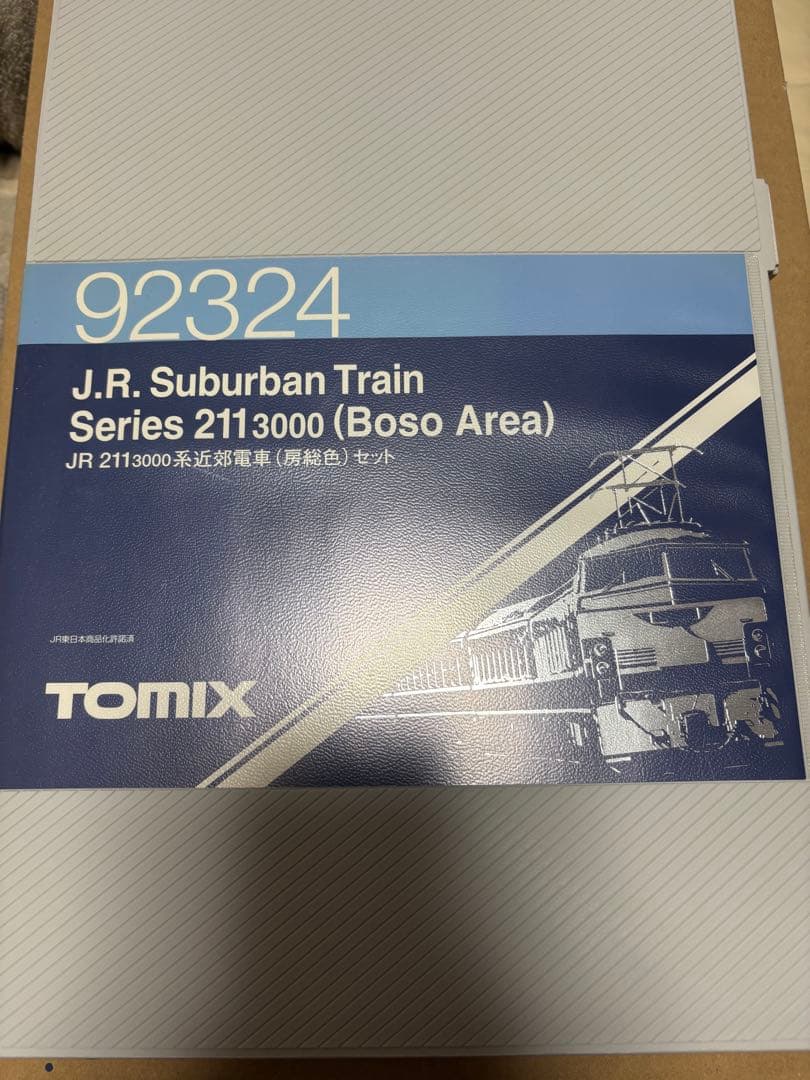 92324
J.R. Suburban Train
Series 211 3000 (Boso Area)
JR 211 3000系近郊電車(房総色)セット
JR東日本商品化許諾済
TOMIX